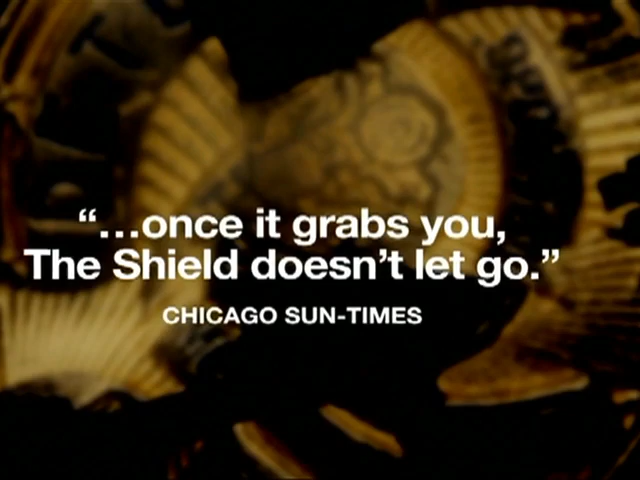 “…once it grabs you,
The Shield doesn’t let go.”
CHICAGO SUN-TIMES